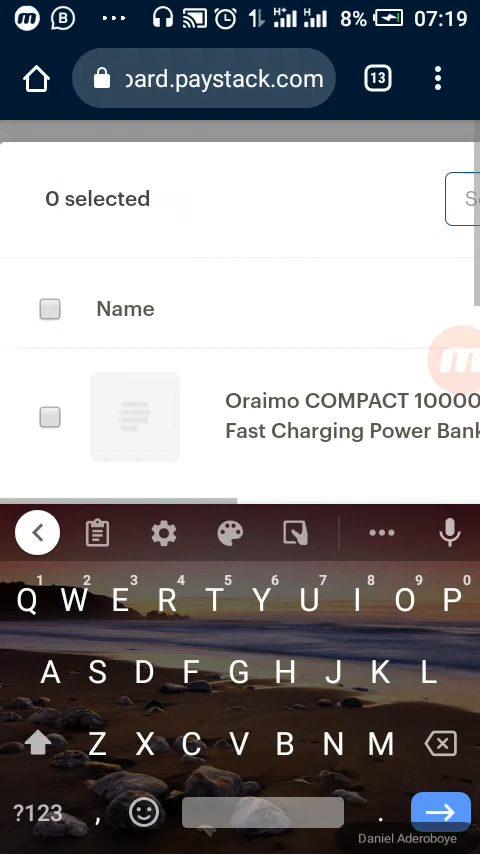 8% 07:19
oard.paystack.com 13
0 selected
Name
Oraimo COMPACT 10000
Fast Charging Power Bank
1 2 3 4 5 6 7 8 9 0
Q W E R T Y U I O P
A S D F G H J K L
Z X C V B N M
?123 , .
Daniel Aderoboye